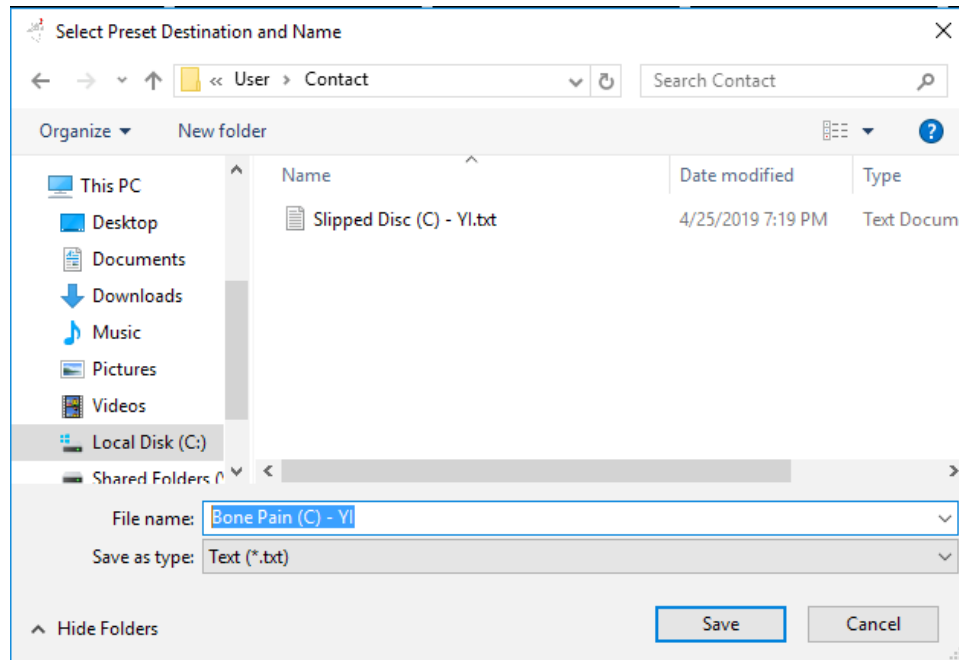 Select Preset Destination and Name
« User > Contact
Search Contact
Organize
New folder
Name
Date modified
Type
This PC
Desktop
Documents
Downloads
Music
Pictures
Videos
Local Disk (C:)
Shared Folders (
Slipped Disc (C) - YI.txt
4/25/2019 7:19 PM
Text Docum
File name:
Bone Pain (C) - YI
Save as type:
Text (*.txt)
Hide Folders
Save
Cancel